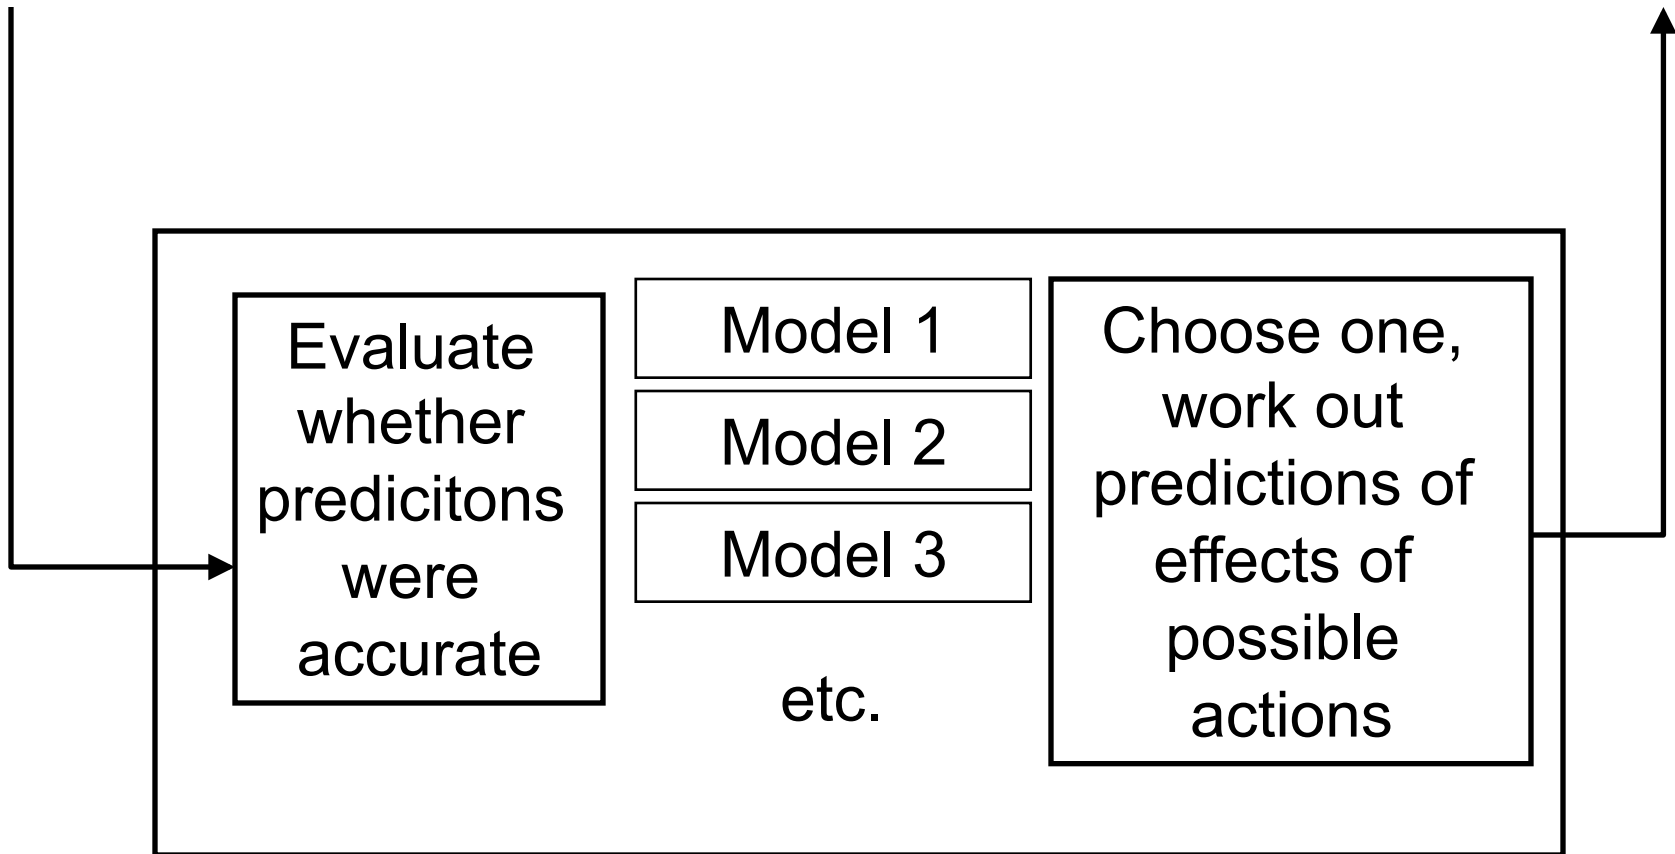 Evaluate
whether
predicitons
were
accurate
Model 1
Model 2
Model 3
etc.
Choose one,
work out
predictions of
effects of
possible
actions